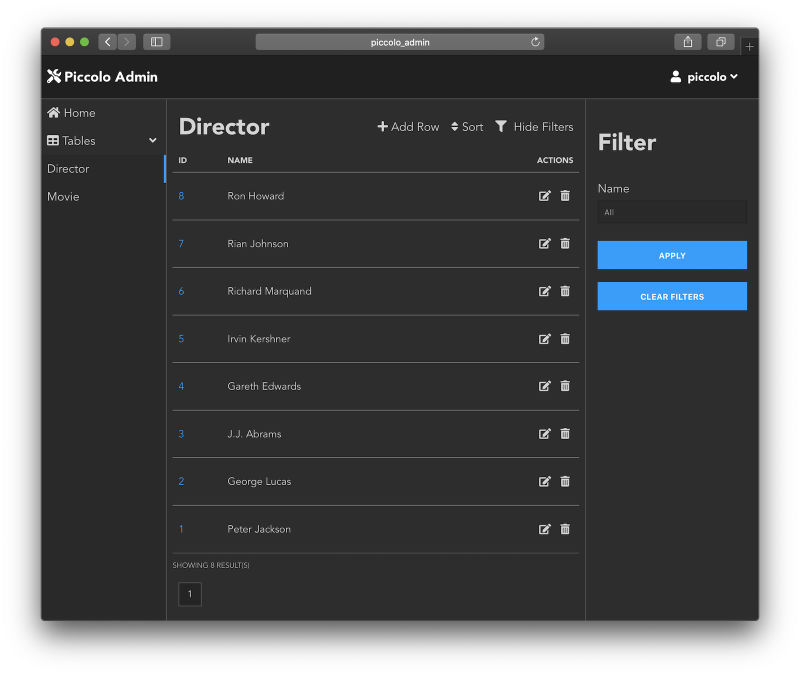 piccolo_admin
Piccolo Admin
piccolo
Home
Tables
Director
Movie
Director
Add Row Sort Hide Filters
ID NAME ACTIONS
8 Ron Howard
7 Rian Johnson
6 Richard Marquand
5 Irvin Kershner
4 Gareth Edwards
3 J.J. Abrams
2 George Lucas
1 Peter Jackson
SHOWING 8 RESULT(S)
1
Filter
Name
All
APPLY
CLEAR FILTERS